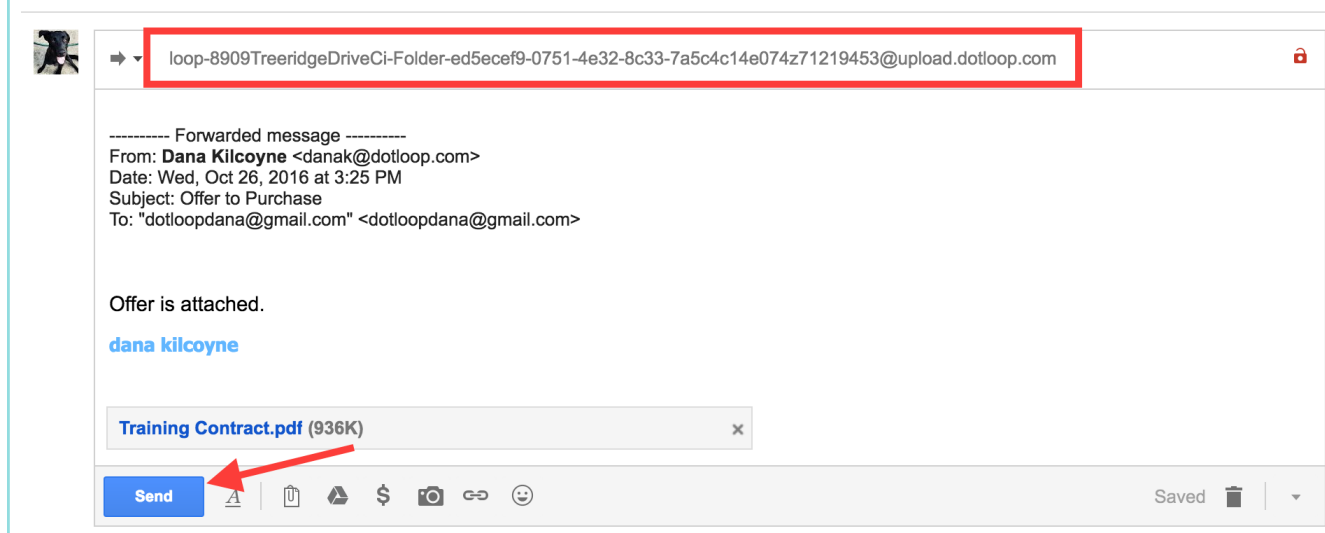 loop-8909TreeridgeDriveCi-Folder-ed5ecef9-0751-4e32-8c33-7a5c4c14e074z71219453@upload.dotloop.com
---------- Forwarded message ----------
From: Dana Kilcoyne <danak@dotloop.com>
Date: Wed, Oct 26, 2016 at 3:25 PM
Subject: Offer to Purchase
To: "dotloopdana@gmail.com" <dotloopdana@gmail.com>
Offer is attached.
dana kilcoyne
Training Contract.pdf (936K)
Send A $ Saved